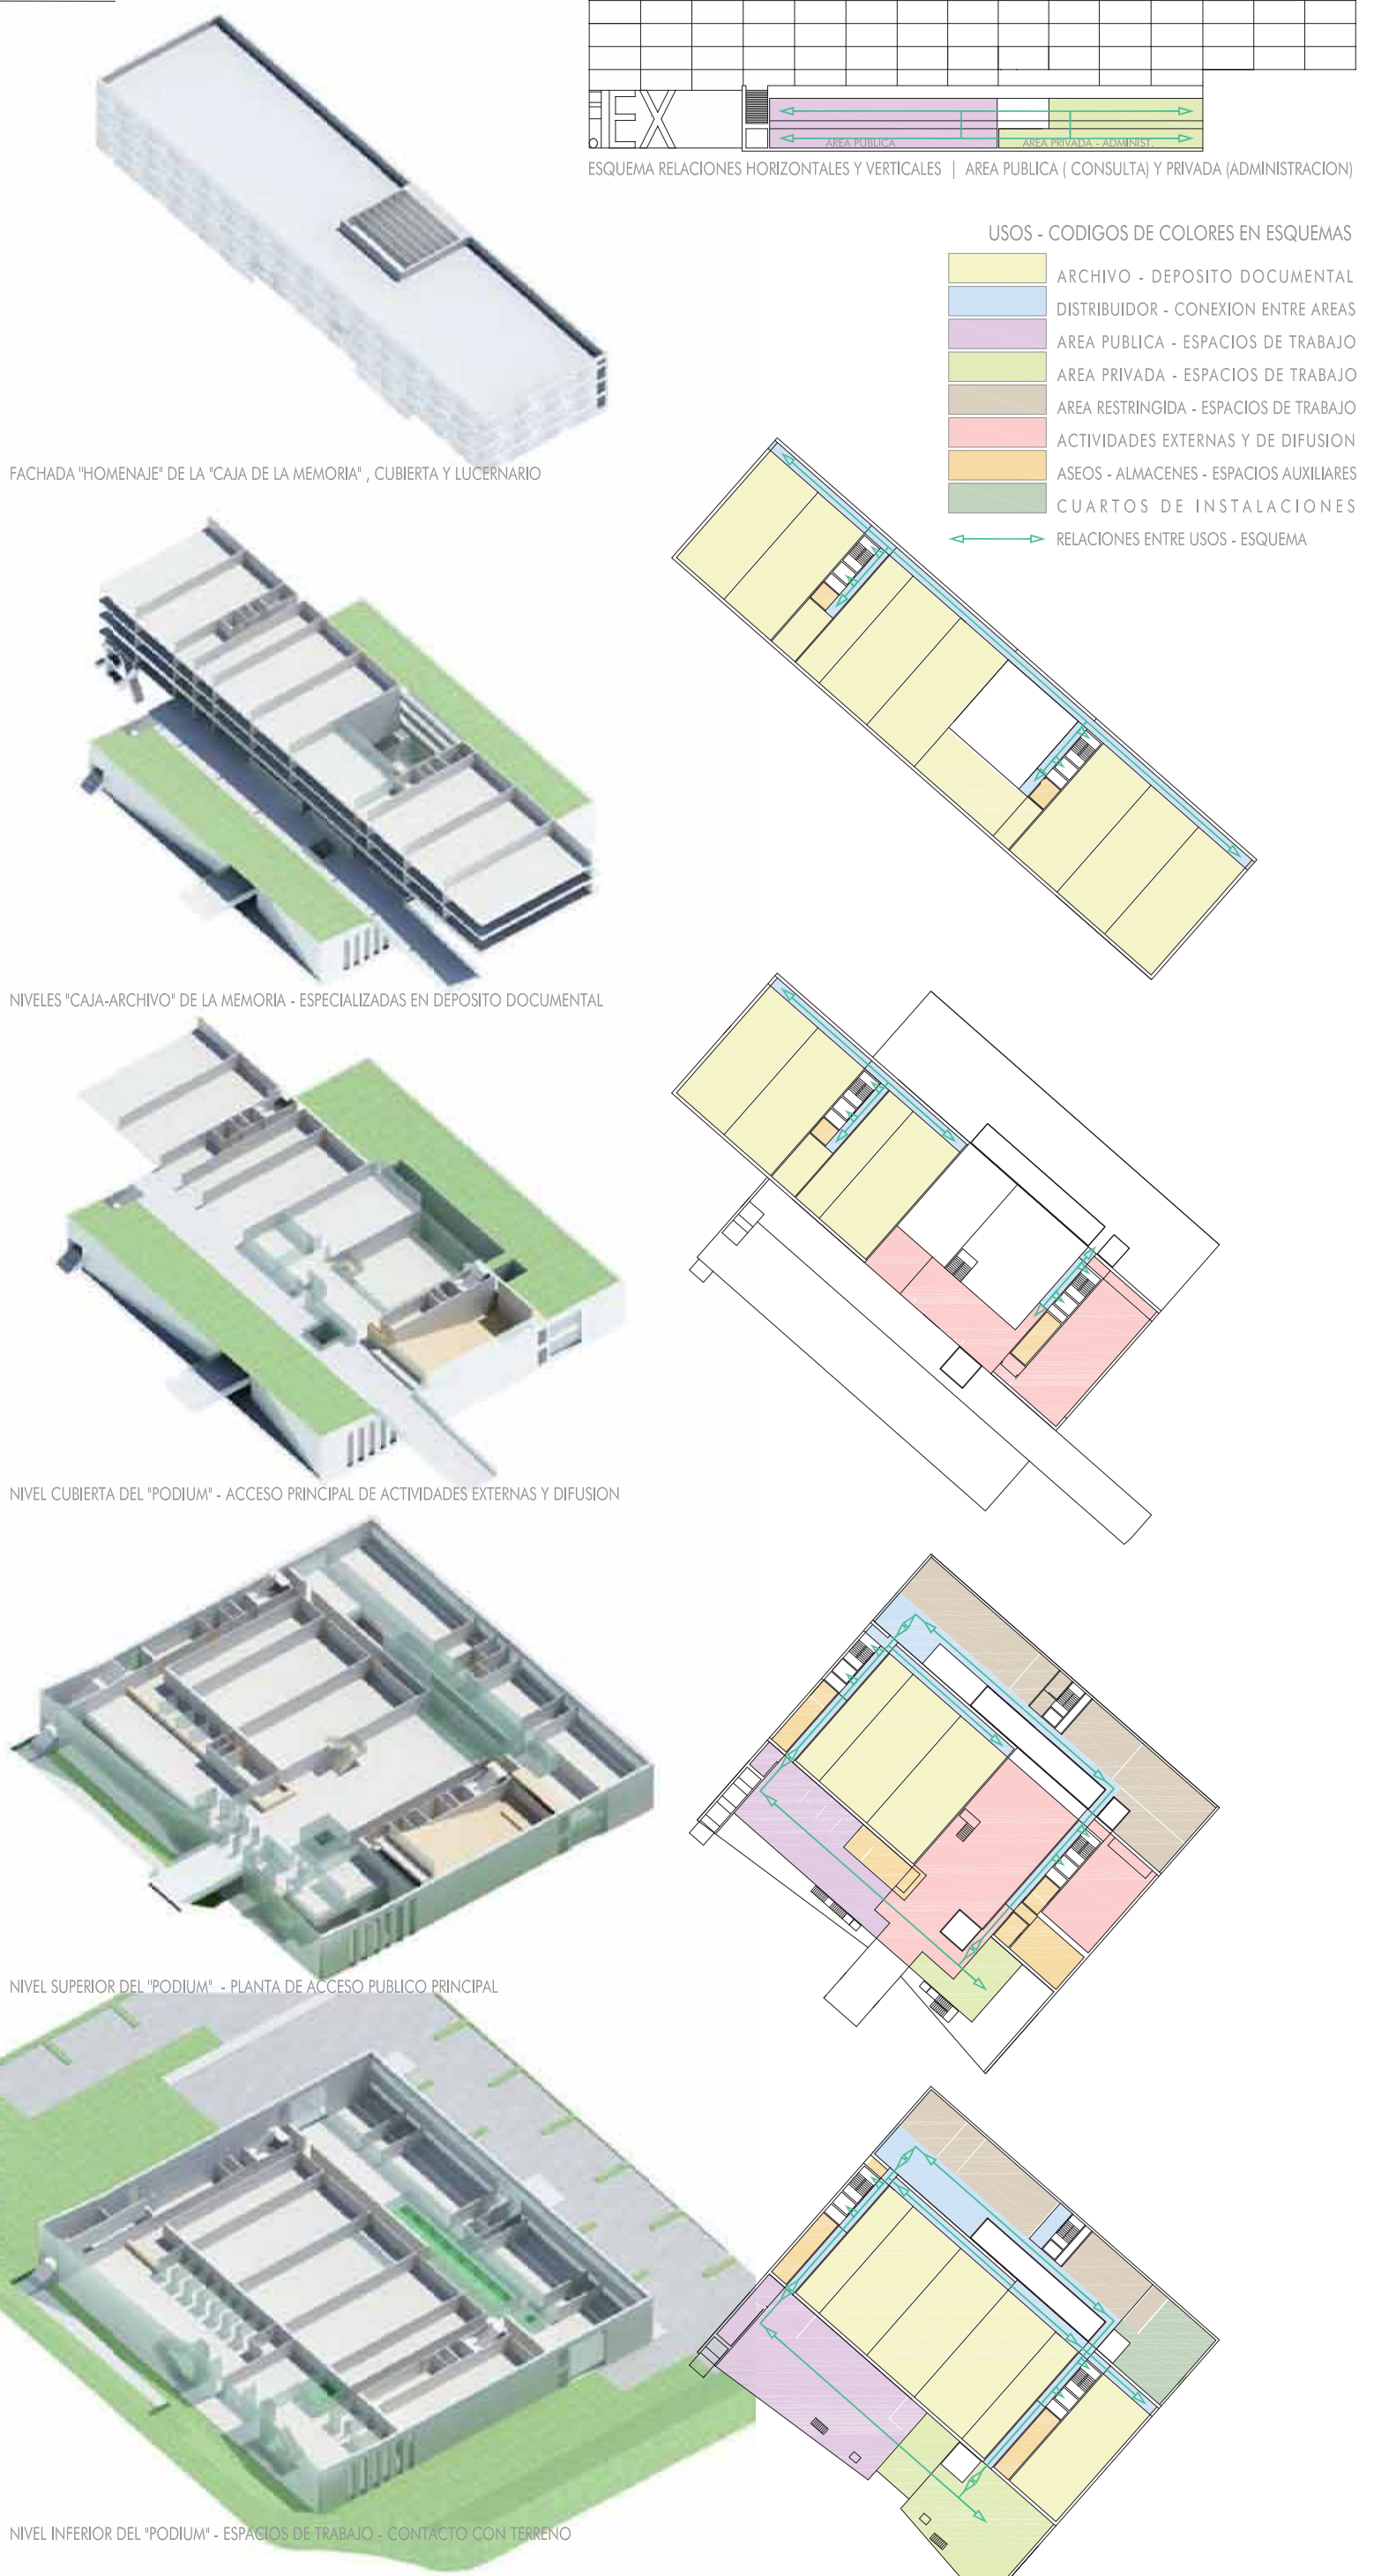 IEX
AREA PUBLICA
AREA PRIVADA - ADMINIST.
ESQUEMA RELACIONES HORIZONTALES Y VERTICALES | AREA PUBLICA ( CONSULTA) Y PRIVADA (ADMINISTRACION)
USOS - CODIGOS DE COLORES EN ESQUEMAS
ARCHIVO - DEPOSITO DOCUMENTAL
DISTRIBUIDOR - CONEXION ENTRE AREAS
AREA PUBLICA - ESPACIOS DE TRABAJO
AREA PRIVADA - ESPACIOS DE TRABAJO
AREA RESTRINGIDA - ESPACIOS DE TRABAJO
ACTIVIDADES EXTERNAS Y DE DIFUSION
ASEOS - ALMACENES - ESPACIOS AUXILIARES
CUARTOS DE INSTALACIONES
RELACIONES ENTRE USOS - ESQUEMA
FACHADA "HOMENAJE" DE LA "CAJA DE LA MEMORIA" , CUBIERTA Y LUCERNARIO
NIVELES "CAJA-ARCHIVO" DE LA MEMORIA - ESPECIALIZADAS EN DEPOSITO DOCUMENTAL
NIVEL CUBIERTA DEL "PODIUM" - ACCESO PRINCIPAL DE ACTIVIDADES EXTERNAS Y DIFUSION
NIVEL SUPERIOR DEL "PODIUM" - PLANTA DE ACCESO PUBLICO PRINCIPAL
NIVEL INFERIOR DEL "PODIUM" - ESPACIOS DE TRABAJO - CONTACTO CON TERRENO